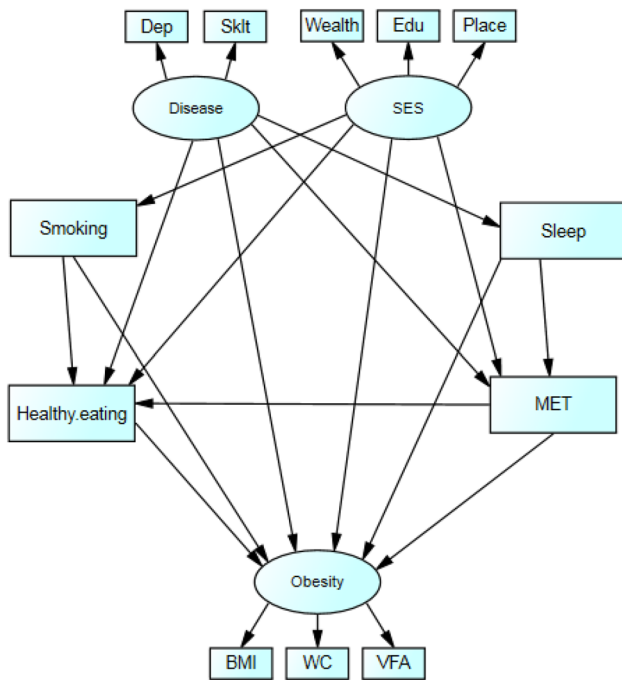 Dep
Sklt
Wealth
Edu
Place
Disease
SES
Smoking
Sleep
Healthy.eating
MET
Obesity
BMI
WC
VFA